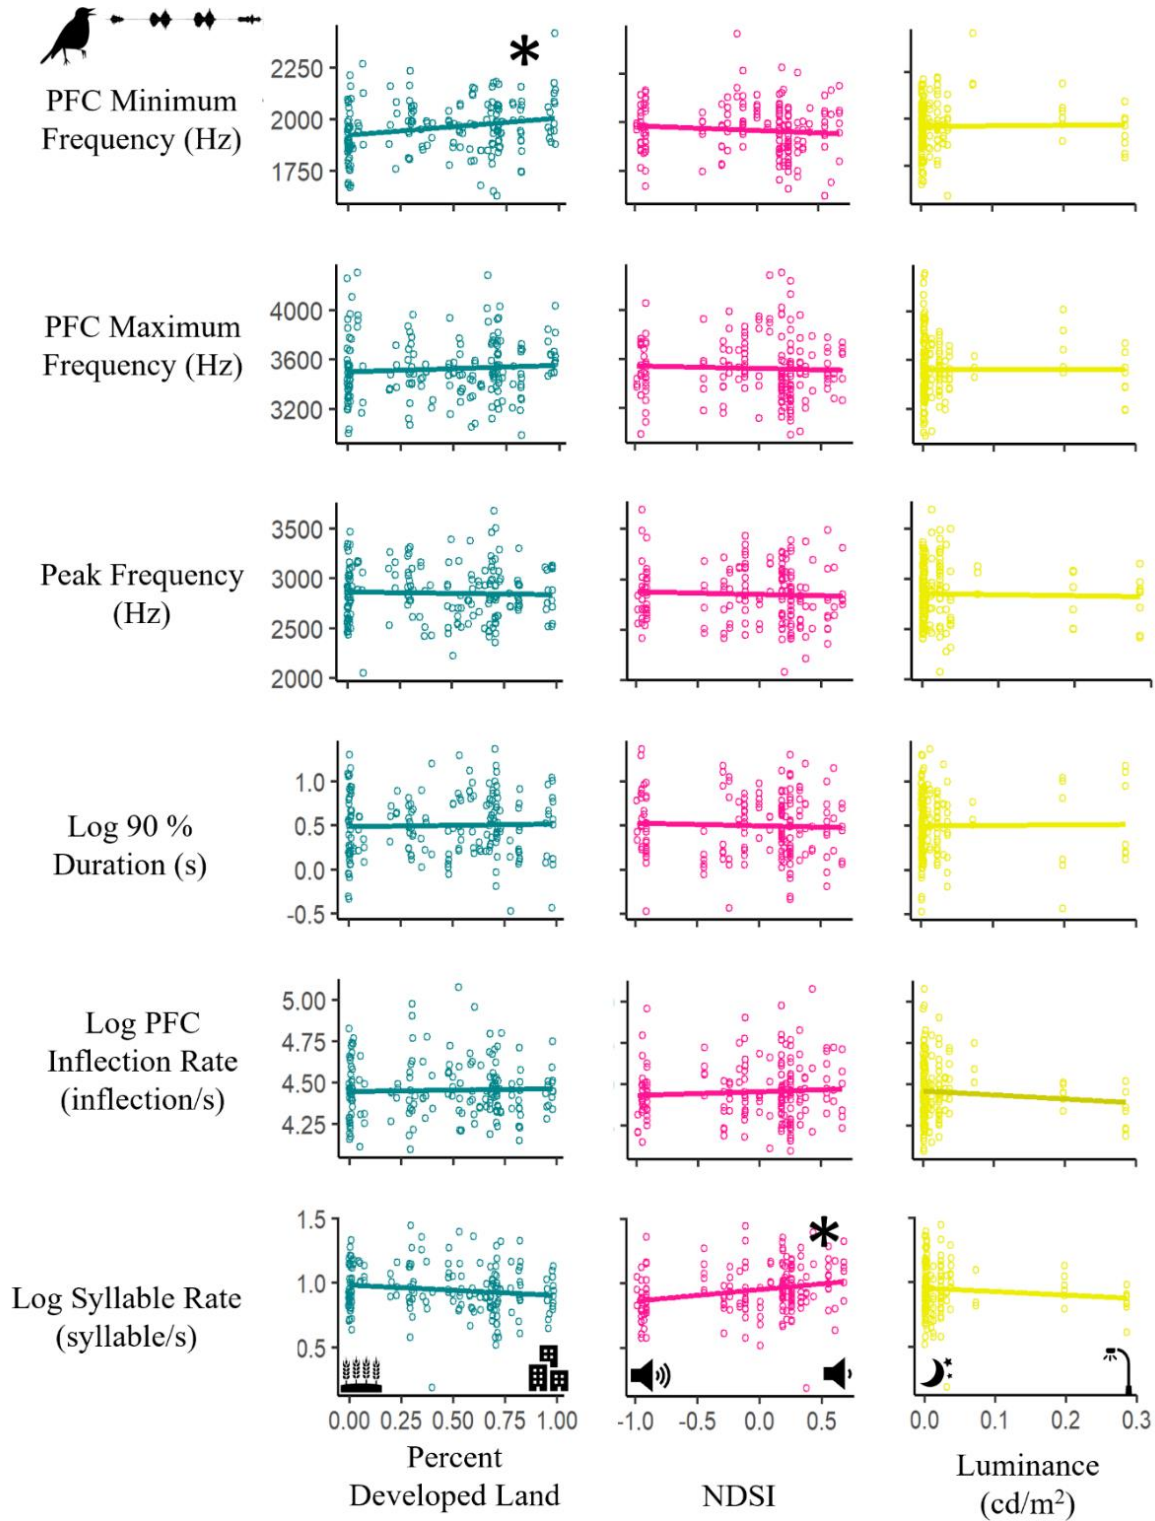 PFC Minimum
Frequency (Hz)
2250
2000
1750
*
PFC Maximum
Frequency (Hz)
4000
3600
3200
Peak Frequency
(Hz)
3500
3000
2500
2000
Log 90 %
Duration (s)
1.0
0.5
0.0
-0.5
Log PFC
Inflection Rate
(inflection/s)
5.00
4.75
4.50
4.25
Log Syllable Rate
(syllable/s)
1.5
1.0
0.5
*
0.00 0.25 0.50 0.75 1.00
Percent
Developed Land
-1.0 -0.5 0.0 0.5
NDSI
0.0 0.1 0.2 0.3
Luminance
(cd/m²)